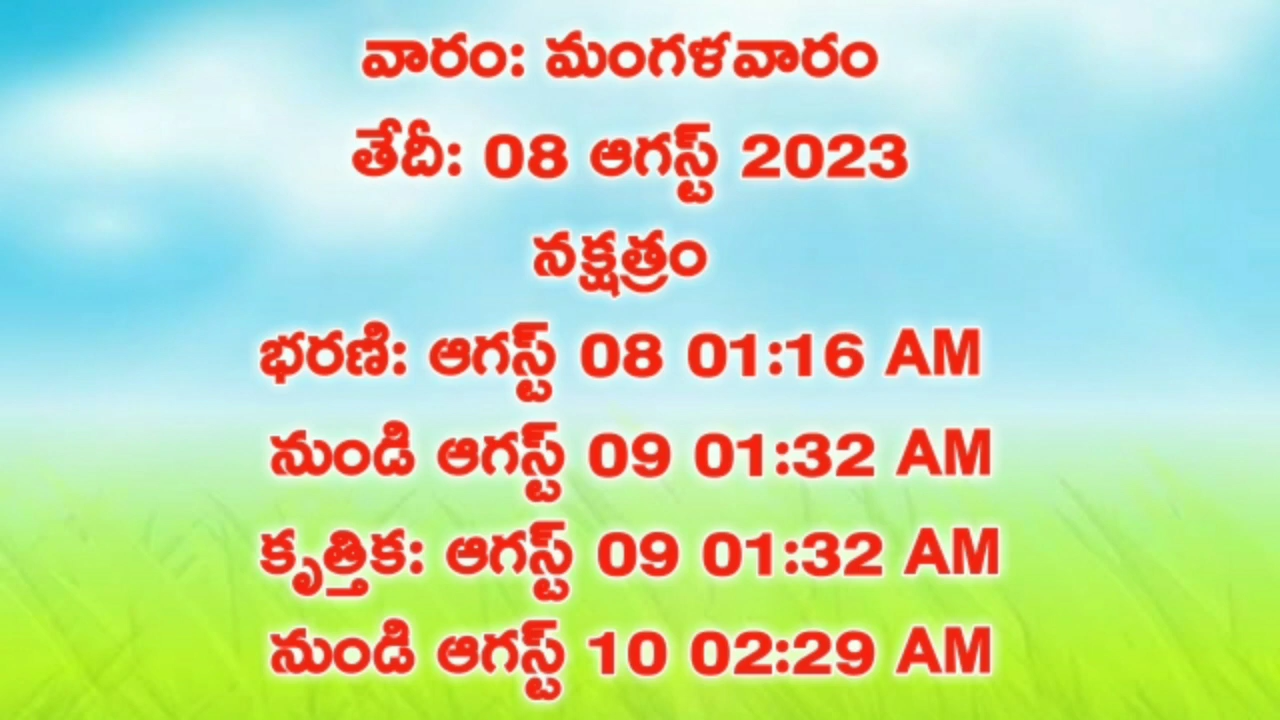 వారం: మంగళవారం
తేదీ: 08 ఆగస్ట్ 2023
నక్షత్రం
భరణి: ఆగస్ట్ 08 01:16 AM
నుండి ఆగస్ట్ 09 01:32 AM
కృత్తిక: ఆగస్ట్ 09 01:32 AM
నుండి ఆగస్ట్ 10 02:29 AM